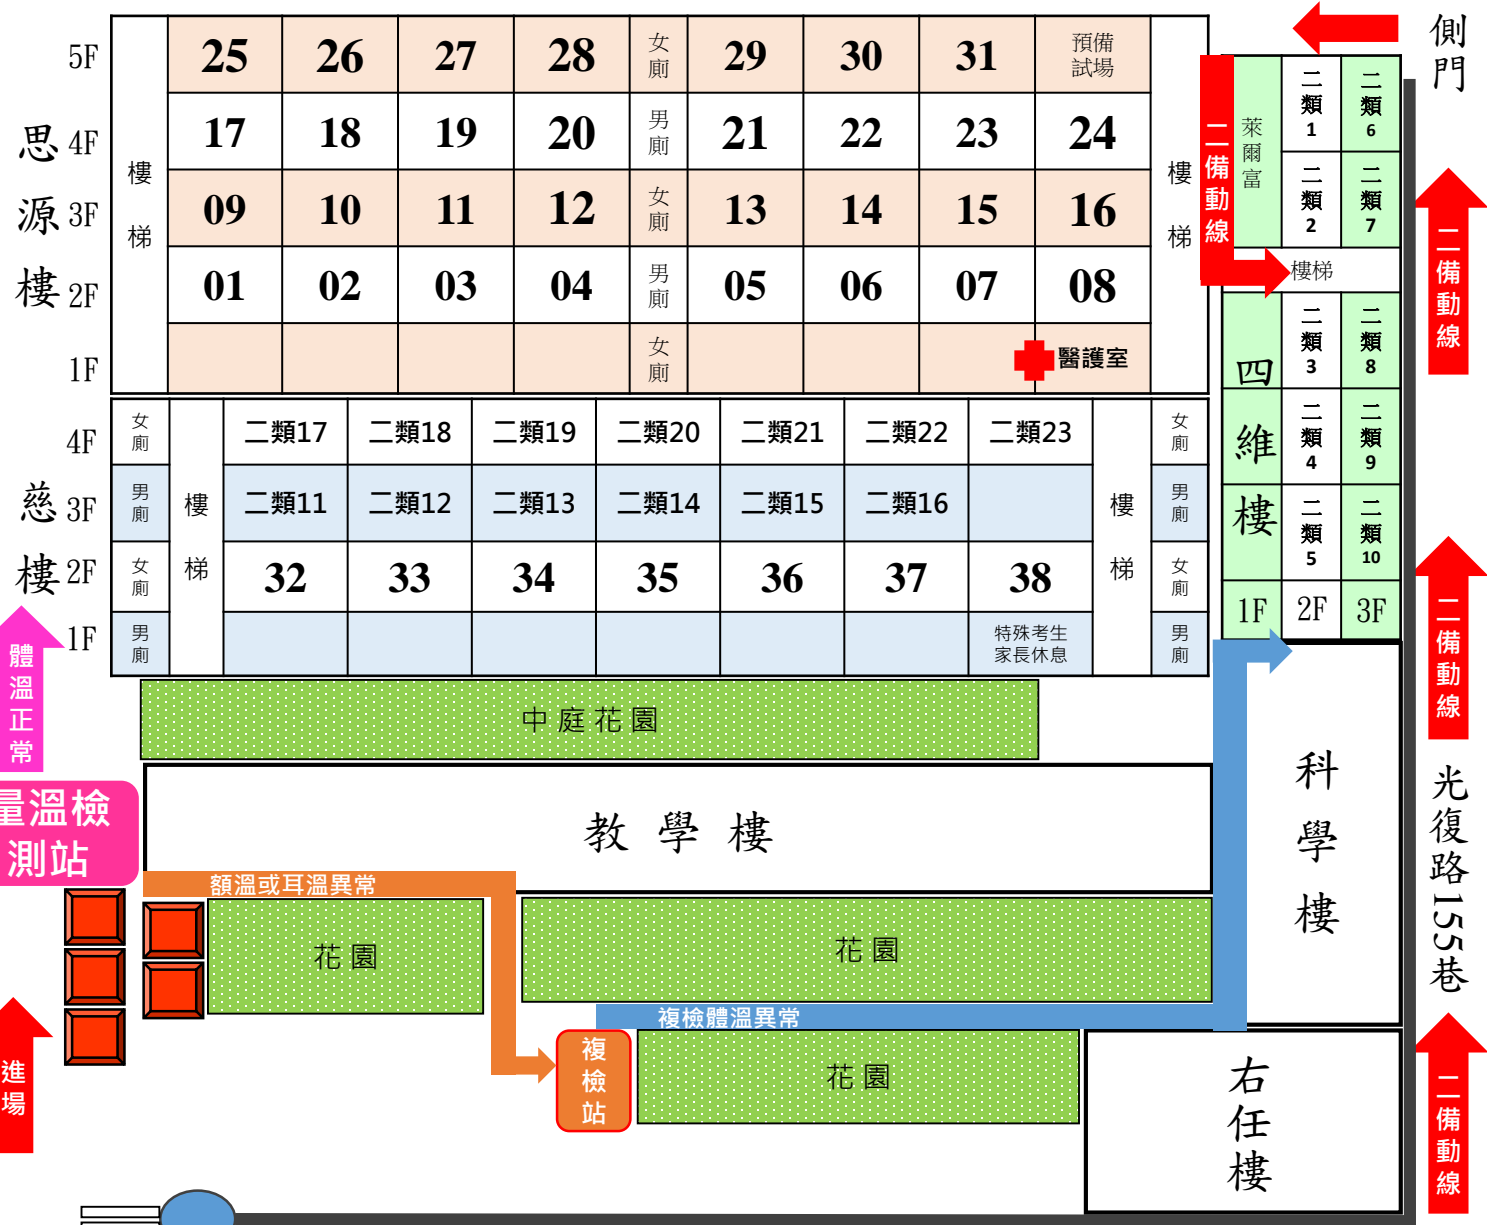 思源樓
5F 25 26 27 28 女廁 29 30 31 預備試場
4F 17 18 19 20 男廁 21 22 23 24
3F 09 10 11 12 女廁 13 14 15 16
2F 01 02 03 04 男廁 05 06 07 08
1F 女廁 醫護室
樓梯
樓梯
慈樓
4F 女廁 二類17 二類18 二類19 二類20 二類21 二類22 二類23 女廁
3F 男廁 二類11 二類12 二類13 二類14 二類15 二類16 男廁
2F 女廁 32 33 34 35 36 37 38 女廁
1F 男廁 特殊考生家長休息 男廁
樓梯
樓梯
側門
二備動線
萊爾富
二類1 二類6
二類2 二類7
樓梯
四維樓
二類3 二類8
二類4 二類9
二類5 二類10
1F 2F 3F
二備動線
二備動線
光復路155巷
二備動線
體溫正常
中庭花園
量溫檢測站
教學樓
科學樓
額溫或耳溫異常
花園
花園
複檢體溫異常
進場
複檢站
花園
右任樓